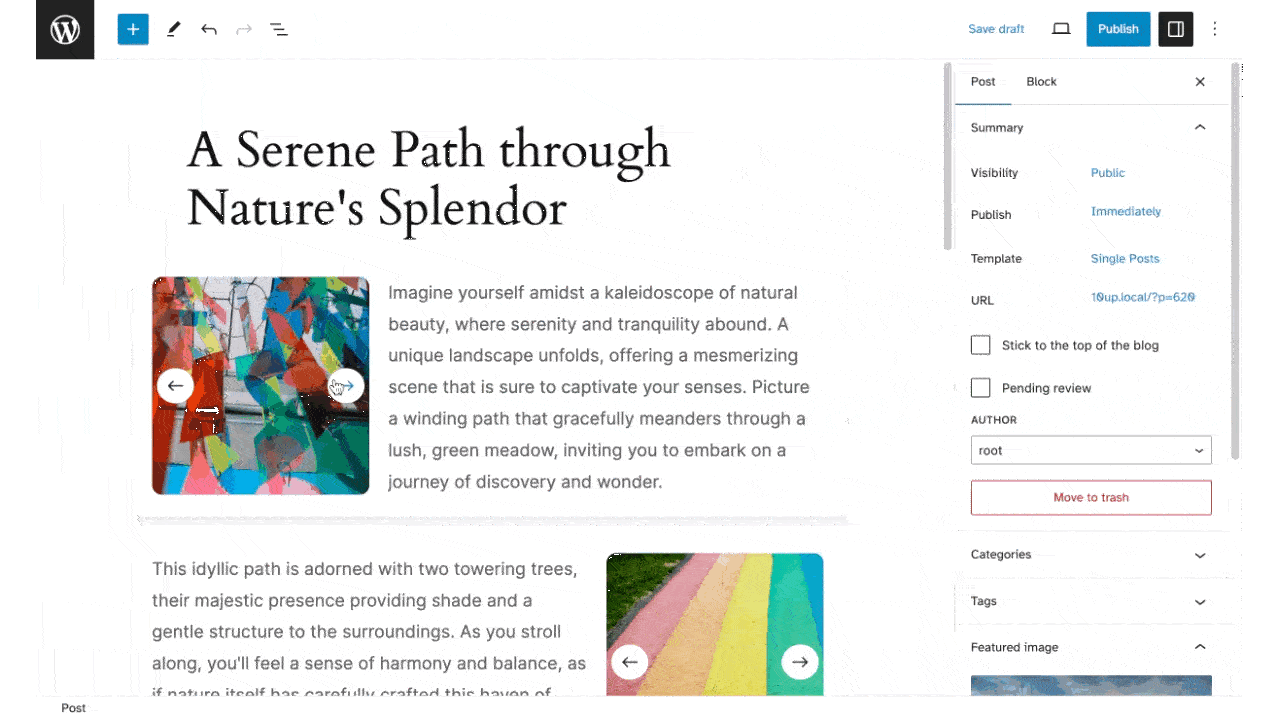 Save draft
Publish
Post Block
Summary
A Serene Path through
Nature's Splendor
Visibility Public
Publish Immediately
Template Single Posts
URL 10up.local/?p=620
Stick to the top of the blog
Pending review
AUTHOR
root
Move to trash
Categories
Tags
Featured image
Imagine yourself amidst a kaleidoscope of natural
beauty, where serenity and tranquility abound. A
unique landscape unfolds, offering a mesmerizing
scene that is sure to captivate your senses. Picture
a winding path that gracefully meanders through a
lush, green meadow, inviting you to embark on a
journey of discovery and wonder.
This idyllic path is adorned with two towering trees,
their majestic presence providing shade and a
gentle structure to the surroundings. As you stroll
along, you'll feel a sense of harmony and balance, as
if nature itself has carefully crafted this haven of
Post